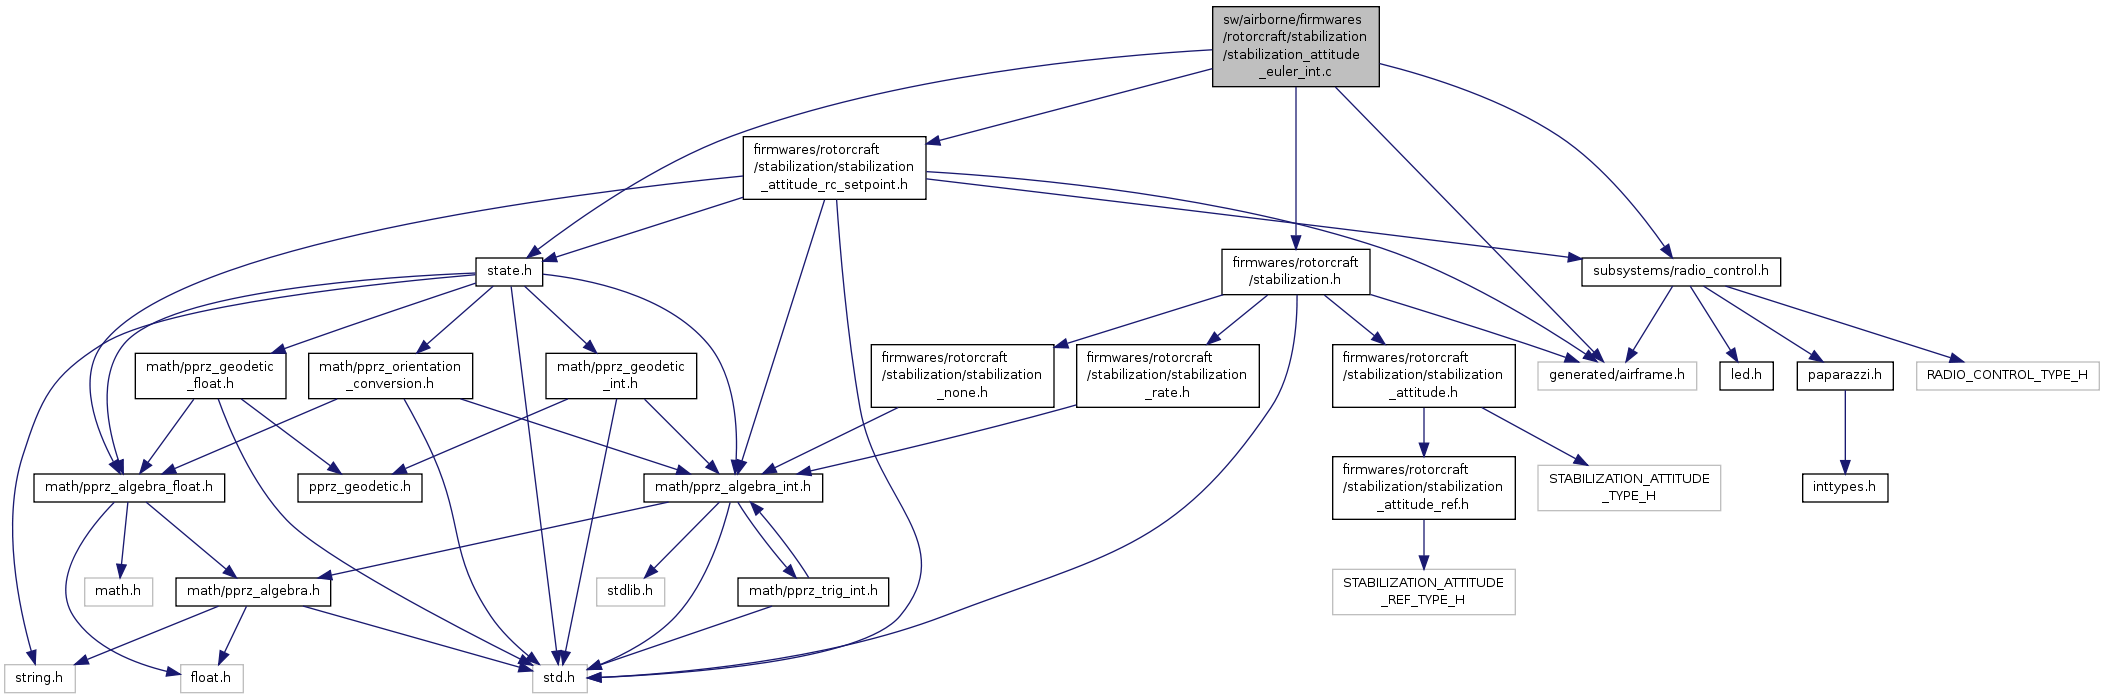 sw/airborne/firmwares
/rotorcraft/stabilization
/stabilization_attitude
_euler_int.c
firmwares/rotorcraft
/stabilization/stabilization
_attitude_rc_setpoint.h
state.h
firmwares/rotorcraft
/stabilization.h
subsystems/radio_control.h
math/pprz_geodetic
_float.h
math/pprz_orientation
_conversion.h
math/pprz_geodetic
_int.h
firmwares/rotorcraft
/stabilization/stabilization
_none.h
firmwares/rotorcraft
/stabilization/stabilization
_rate.h
firmwares/rotorcraft
/stabilization/stabilization
_attitude.h
generated/airframe.h
led.h
paparazzi.h
RADIO_CONTROL_TYPE_H
math/pprz_algebra_float.h
pprz_geodetic.h
math/pprz_algebra_int.h
firmwares/rotorcraft
/stabilization/stabilization
_attitude_ref.h
STABILIZATION_ATTITUDE
_TYPE_H
inttypes.h
math.h
math/pprz_algebra.h
stdlib.h
math/pprz_trig_int.h
STABILIZATION_ATTITUDE
_REF_TYPE_H
string.h
float.h
std.h